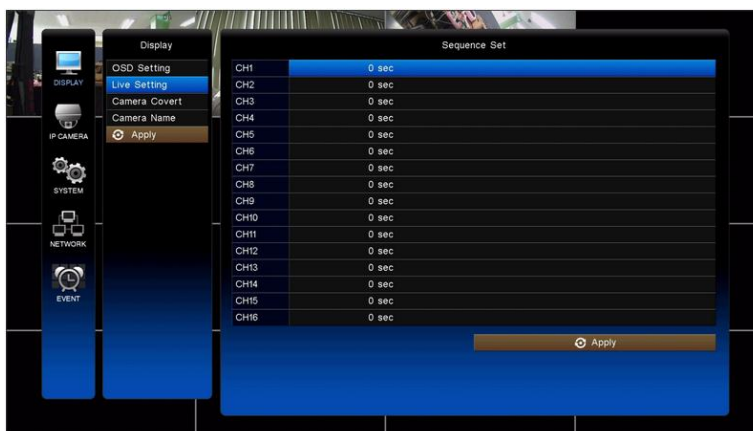 DISPLAY
IP CAMERA
SYSTEM
NETWORK
EVENT
Display
OSD Setting
Live Setting
Camera Covert
Camera Name
Apply
Sequence Set
CH1 0 sec
CH2 0 sec
CH3 0 sec
CH4 0 sec
CH5 0 sec
CH6 0 sec
CH7 0 sec
CH8 0 sec
CH9 0 sec
CH10 0 sec
CH11 0 sec
CH12 0 sec
CH13 0 sec
CH14 0 sec
CH15 0 sec
CH16 0 sec
Apply